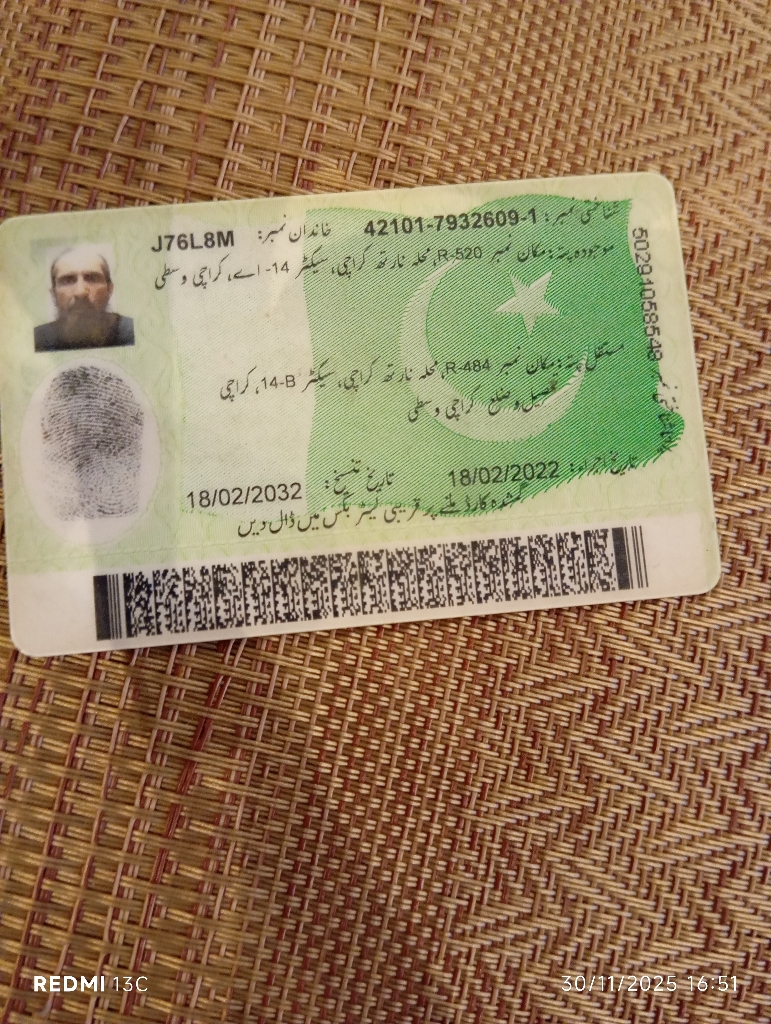 شناختی نمبر: 42101-7932609-1 خاندان نمبر: J76L8M
موجودہ پتہ: مکان نمبر R-520، محلہ نارتھ کراچی، سیکٹر 14-اے، کراچی وسطی
مستقل پتہ: مکان نمبر R-484، محلہ نارتھ کراچی، سیکٹر 14-B، کراچی
تحصیل و ضلع کراچی وسطی
تاریخ اجراء: 18/02/2022 تاریخ تنسیخ: 18/02/2032
گمشدہ کارڈ ملنے پر قریبی لیٹر بکس میں ڈال دیں
REDMI 13C
30/11/2025 16:51